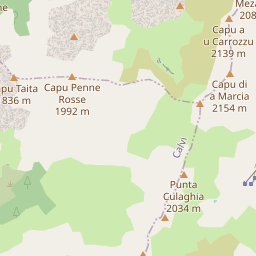 Meza
208
Capu a
u Carrozzu
2139 m
ne
Capu Penne
Rosse
1992 m
pu Taita
836 m
Capu di
a Marcia
2154 m
Calvi
Punta
Culaghia
2034 m